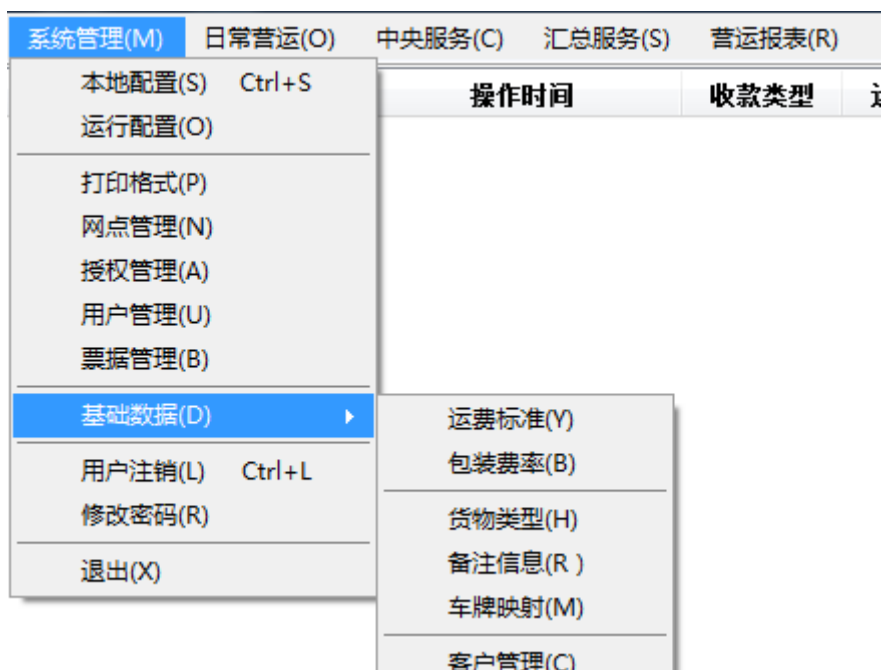 系统管理(M) 日常营运(O) 中央服务(C) 汇总服务(S) 营运报表(R)
操作时间 收款类型
本地配置(S) Ctrl+S
运行配置(O)
打印格式(P)
网点管理(N)
授权管理(A)
用户管理(U)
票据管理(B)
基础数据(D)
用户注销(L) Ctrl+L
修改密码(R)
退出(X)
运费标准(Y)
包装费率(B)
货物类型(H)
备注信息(R )
车牌映射(M)
客户管理(C)